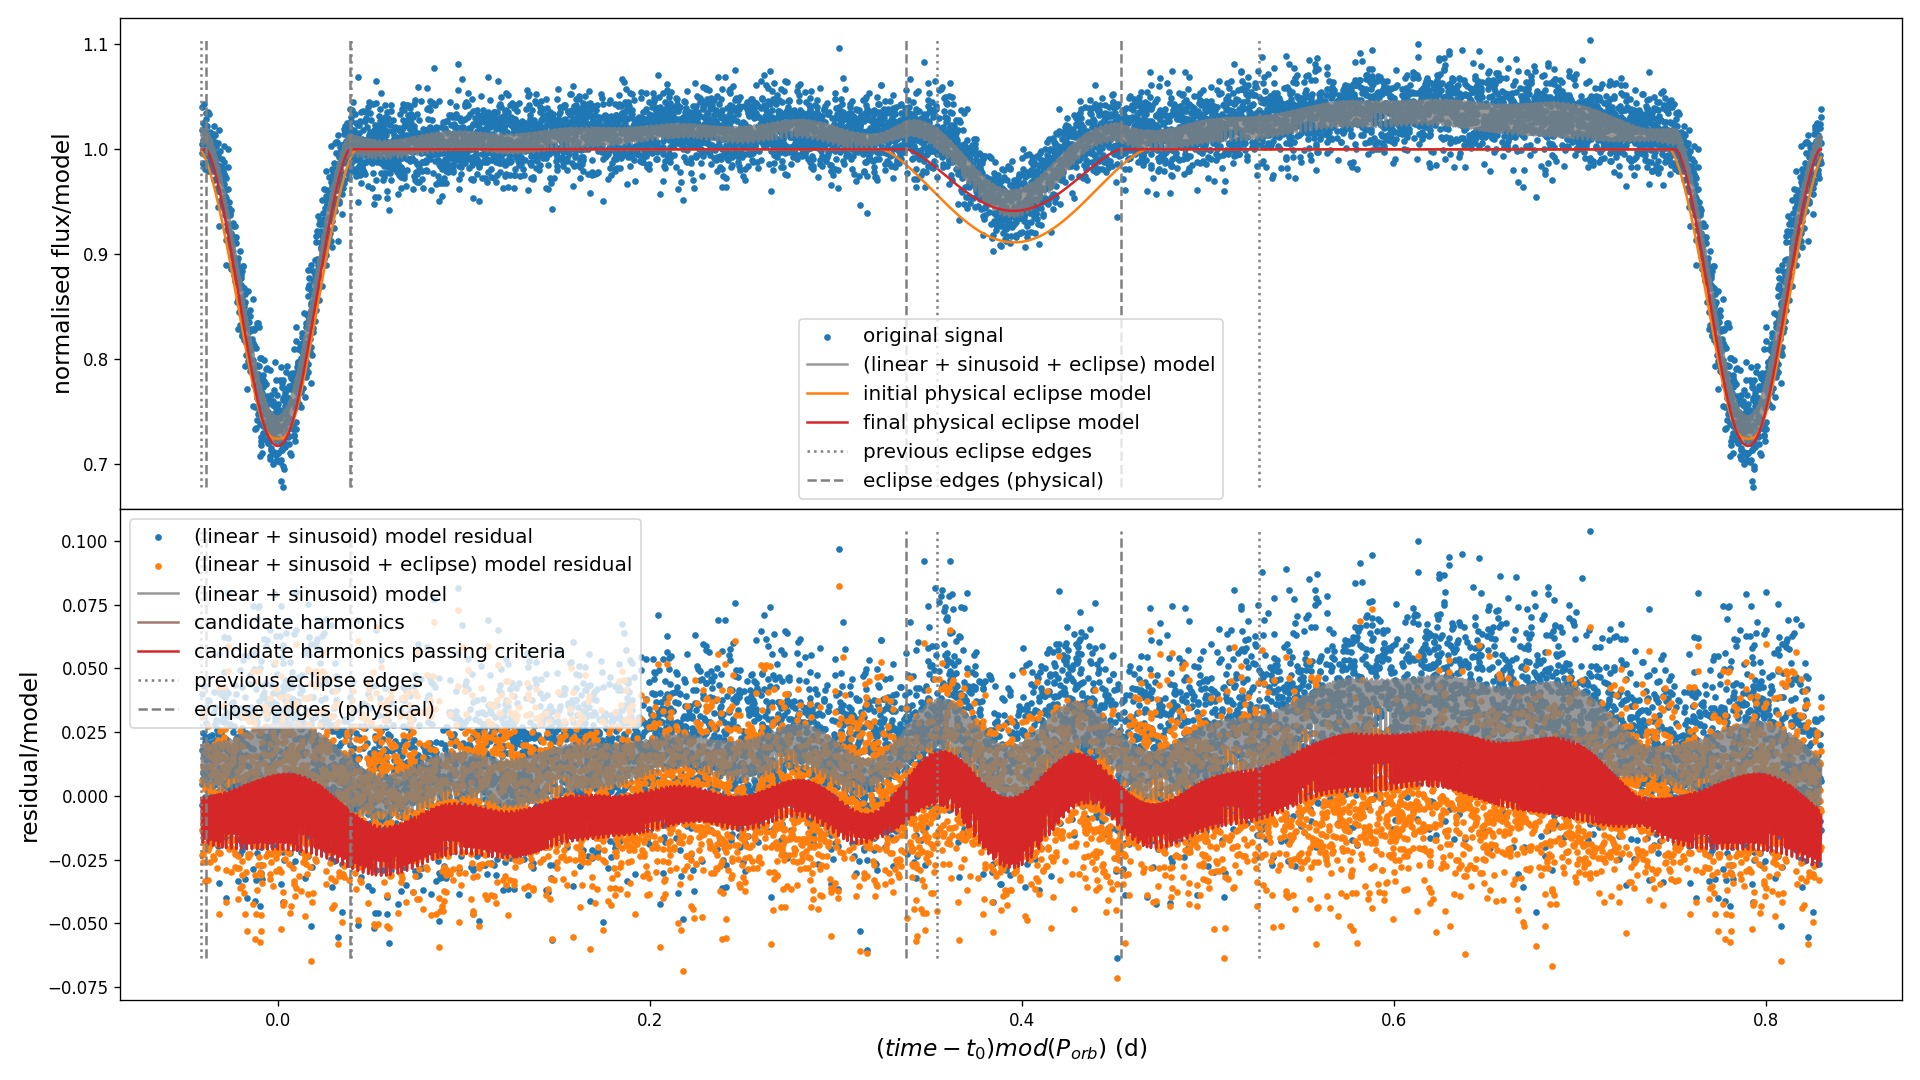 1.1
1.0
0.9
0.8
0.7
normalised flux/model
original signal
(linear + sinusoid + eclipse) model
initial physical eclipse model
final physical eclipse model
previous eclipse edges
eclipse edges (physical)
(linear + sinusoid) model residual
(linear + sinusoid + eclipse) model residual
(linear + sinusoid) model
candidate harmonics
candidate harmonics passing criteria
previous eclipse edges
eclipse edges (physical)
0.100
0.075
0.050
0.025
0.000
−0.025
−0.050
−0.075
residual/model
0.0 0.2 0.4 0.6 0.8
(time − t₀)mod(P_orb) (d)